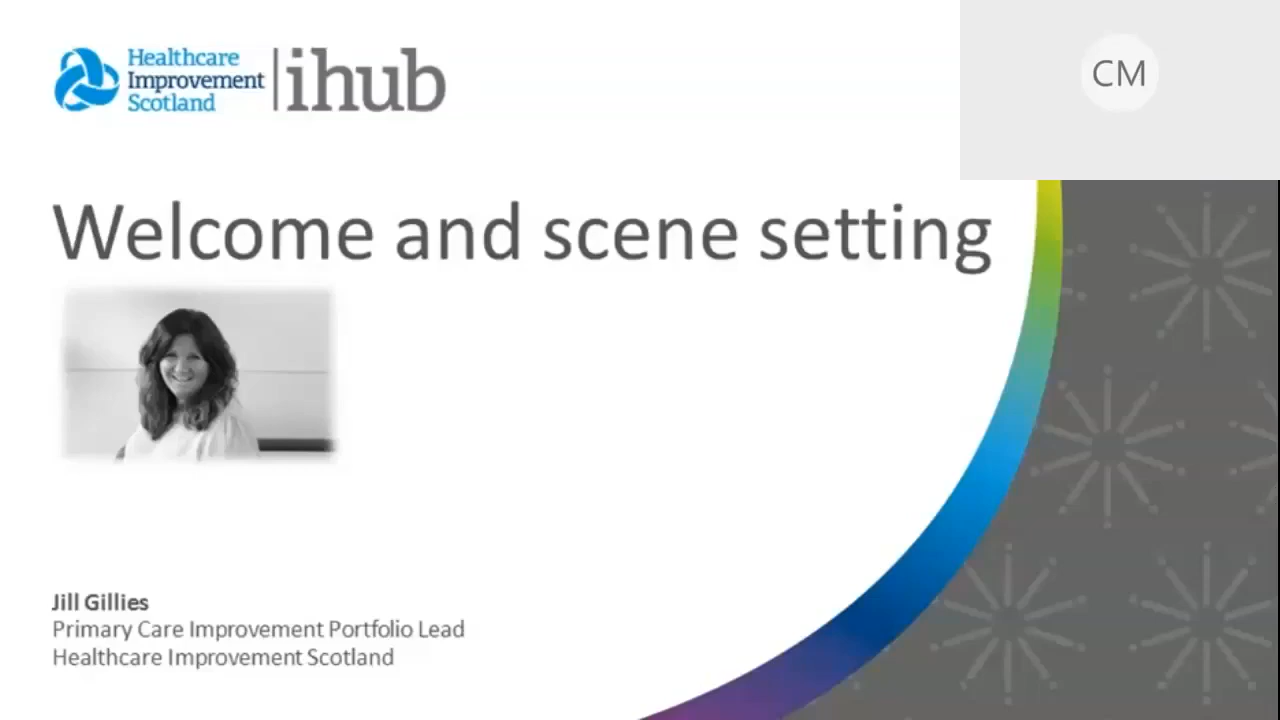 Healthcare
Improvement
Scotland
ihub
CM
Welcome and scene setting
Jill Gillies
Primary Care Improvement Portfolio Lead
Healthcare Improvement Scotland